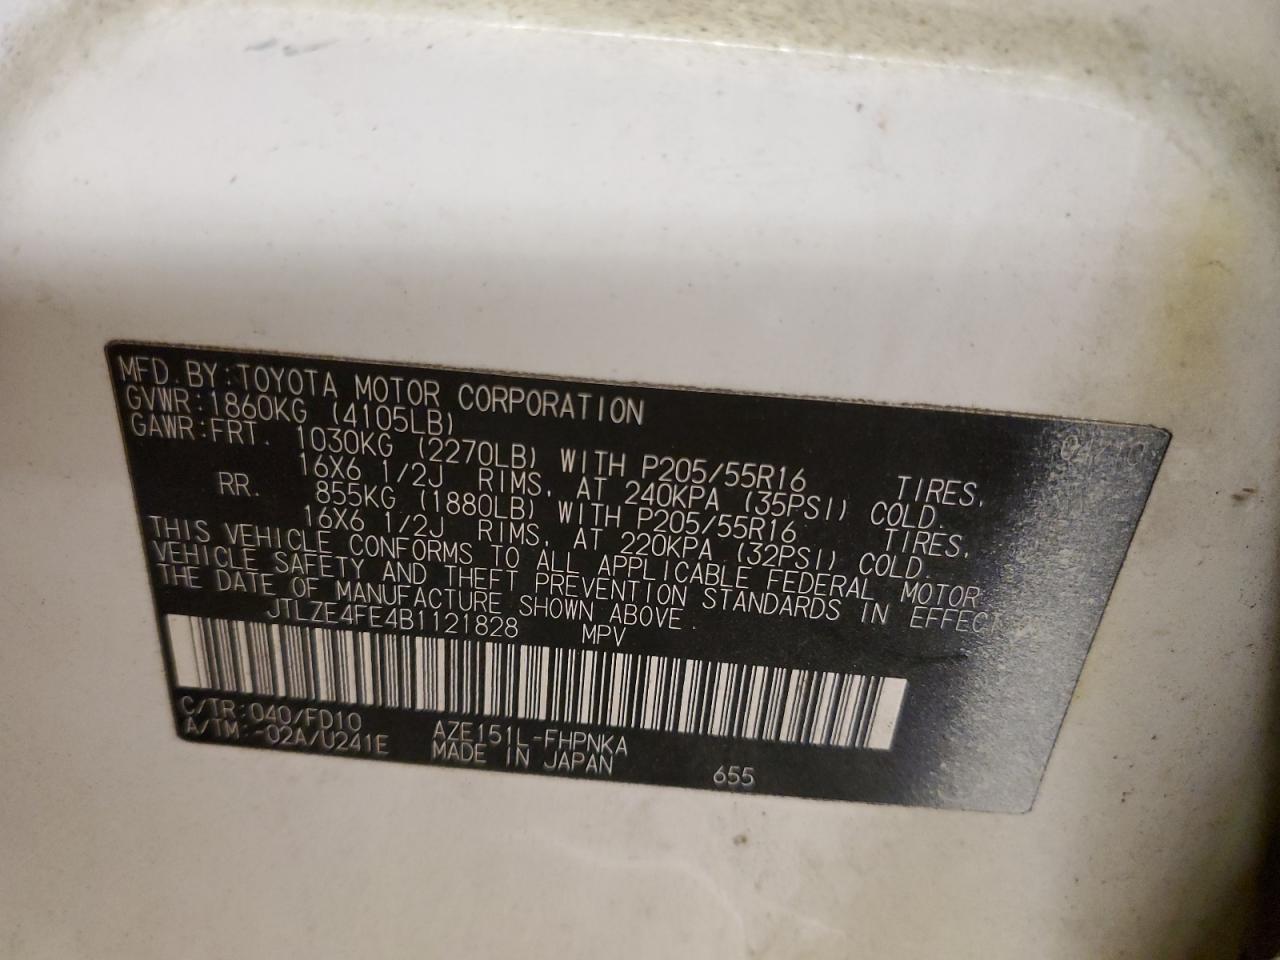 MFD. BY:TOYOTA MOTOR CORPORATION
GVWR:1860KG (4105LB)
GAWR:FRT. 1030KG (2270LB) WITH P205/55R16 TIRES,
16X6 1/2J RIMS, AT 240KPA (35PSI) COLD.
RR. 855KG (1880LB) WITH P205/55R16 TIRES,
16X6 1/2J RIMS, AT 220KPA (32PSI) COLD.
THIS VEHICLE CONFORMS TO ALL APPLICABLE FEDERAL MOTOR
VEHICLE SAFETY AND THEFT PREVENTION STANDARDS IN EFFECT
THE DATE OF MANUFACTURE SHOWN ABOVE.
JTLZE4FE4B1121828 MPV
C/TR:040/FD10 AZE151L-FHPNKA
A/TM:-02A/U241E MADE IN JAPAN 655